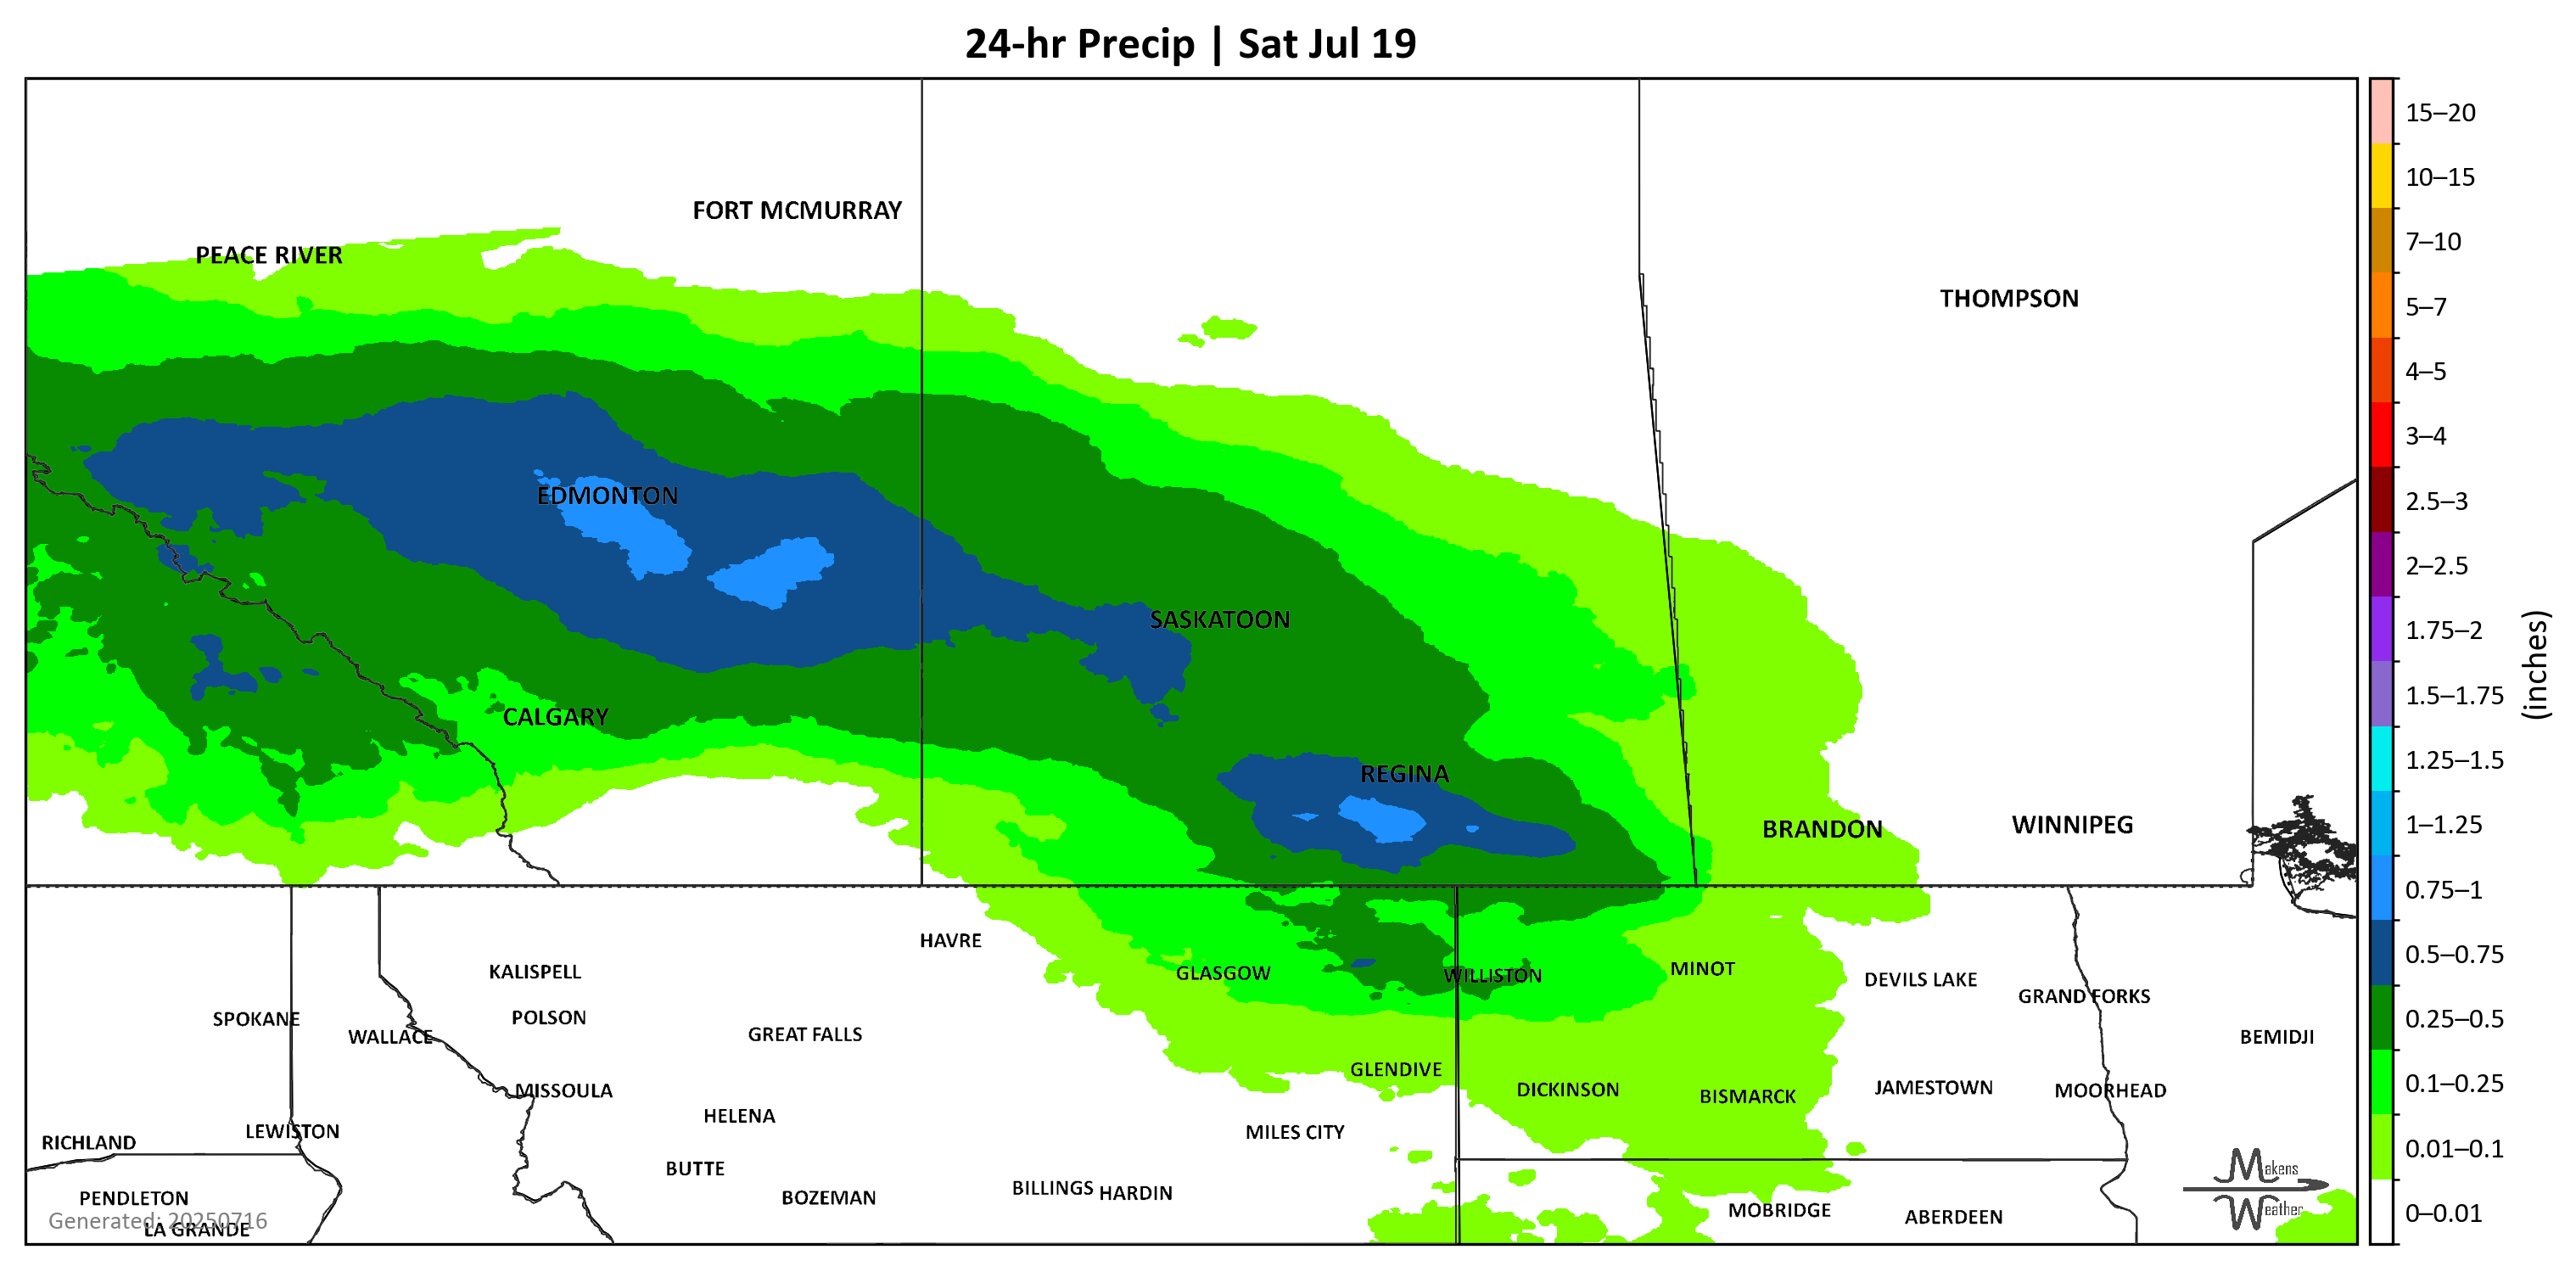 24-hr Precip | Sat Jul 19
FORT MCMURRAY
PEACE RIVER
THOMPSON
EDMONTON
SASKATOON
CALGARY
REGINA
BRANDON
WINNIPEG
HAVRE
KALISPELL
GLASGOW
WILLISTON
MINOT
DEVILS LAKE
GRAND FORKS
SPOKANE
POLSON
WALLACE
GREAT FALLS
BEMIDJI
GLENDIVE
MISSOULA
DICKINSON
BISMARCK
JAMESTOWN
MOORHEAD
HELENA
RICHLAND
LEWISTON
MILES CITY
BUTTE
PENDLETON
BOZEMAN
BILLINGS
HARDIN
MOBRIDGE
ABERDEEN
Generated: 20250716
LA GRANDE
Makens
Weather
15–20
10–15
7–10
5–7
4–5
3–4
2.5–3
2–2.5
1.75–2
1.5–1.75
1.25–1.5
1–1.25
0.75–1
0.5–0.75
0.25–0.5
0.1–0.25
0.01–0.1
0–0.01
(inches)